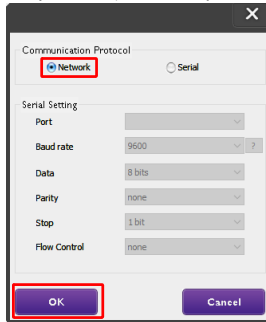 Communication Protocol
Network Serial
Serial Setting
Port
Baud rate 9600 ?
Data 8 bits
Parity none
Stop 1 bit
Flow Control none
OK Cancel